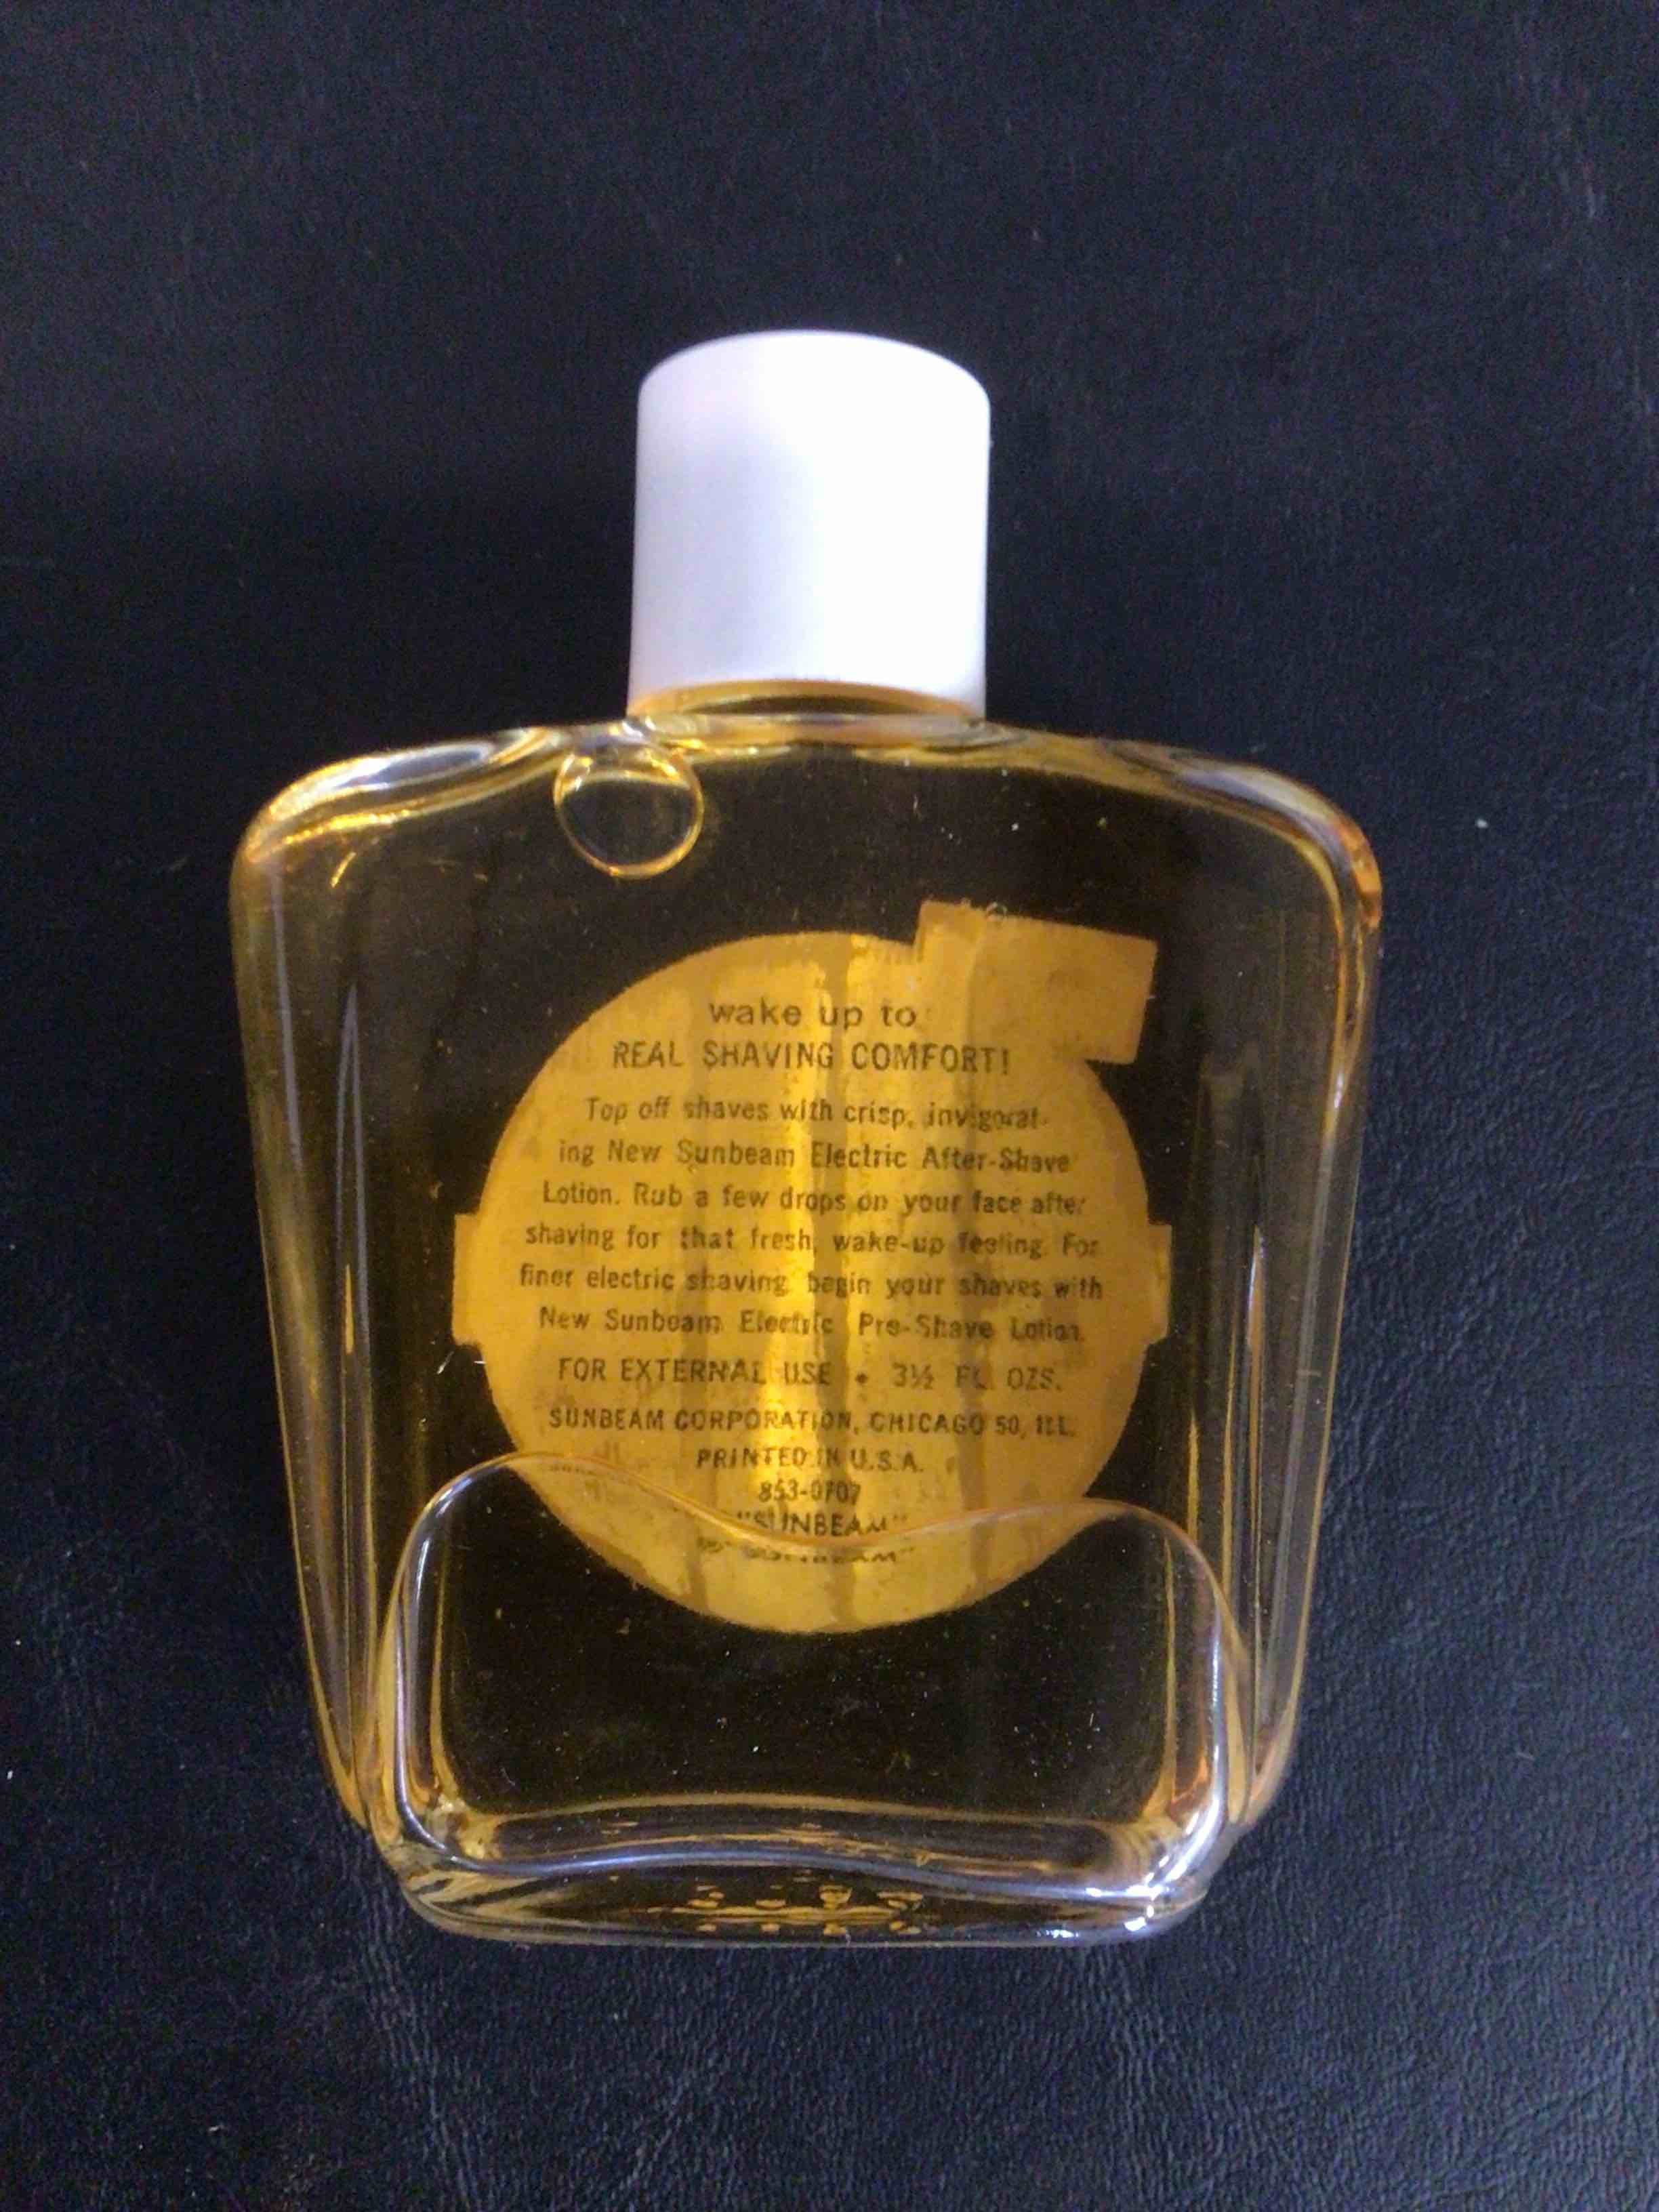 wake up to
REAL SHAVING COMFORT!
Top off shaves with crisp, invigorat-
ing New Sunbeam Electric After-Shave
Lotion. Rub a few drops on your face after
shaving for that fresh, wake-up feeling. For
finer electric shaving, begin your shaves with
New Sunbeam Electric Pre-Shave Lotion.
FOR EXTERNAL USE • 3½ FL. OZS.
SUNBEAM CORPORATION, CHICAGO 50, ILL.
PRINTED IN U.S.A.
853-0707
"SUNBEAM"